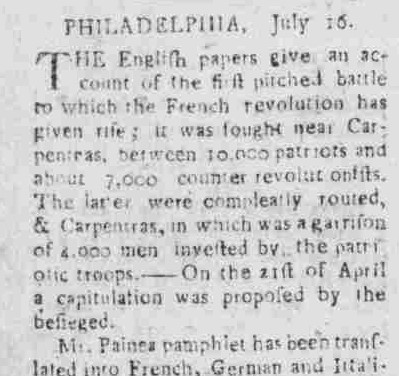 PHILADELPHIA, July 16.
THE Engliſh papers give an ac-
count of the firſt pitched battle
to which the French revolution has
given riſe; it was fought near Car-
pentras, between 10,000 patriots and
about 7,000 counter revolut oniſts.
The latter were compleatly routed,
& Carpentras, in which was a garriſon
of 4,000 men inveſted by the patri
otic troops.—On the 21ſt of April
a capitulation was propoſed by the
beſieged.
Mr. Paines pamphlet has been tranſ-
lated into French, German and Itta'i-